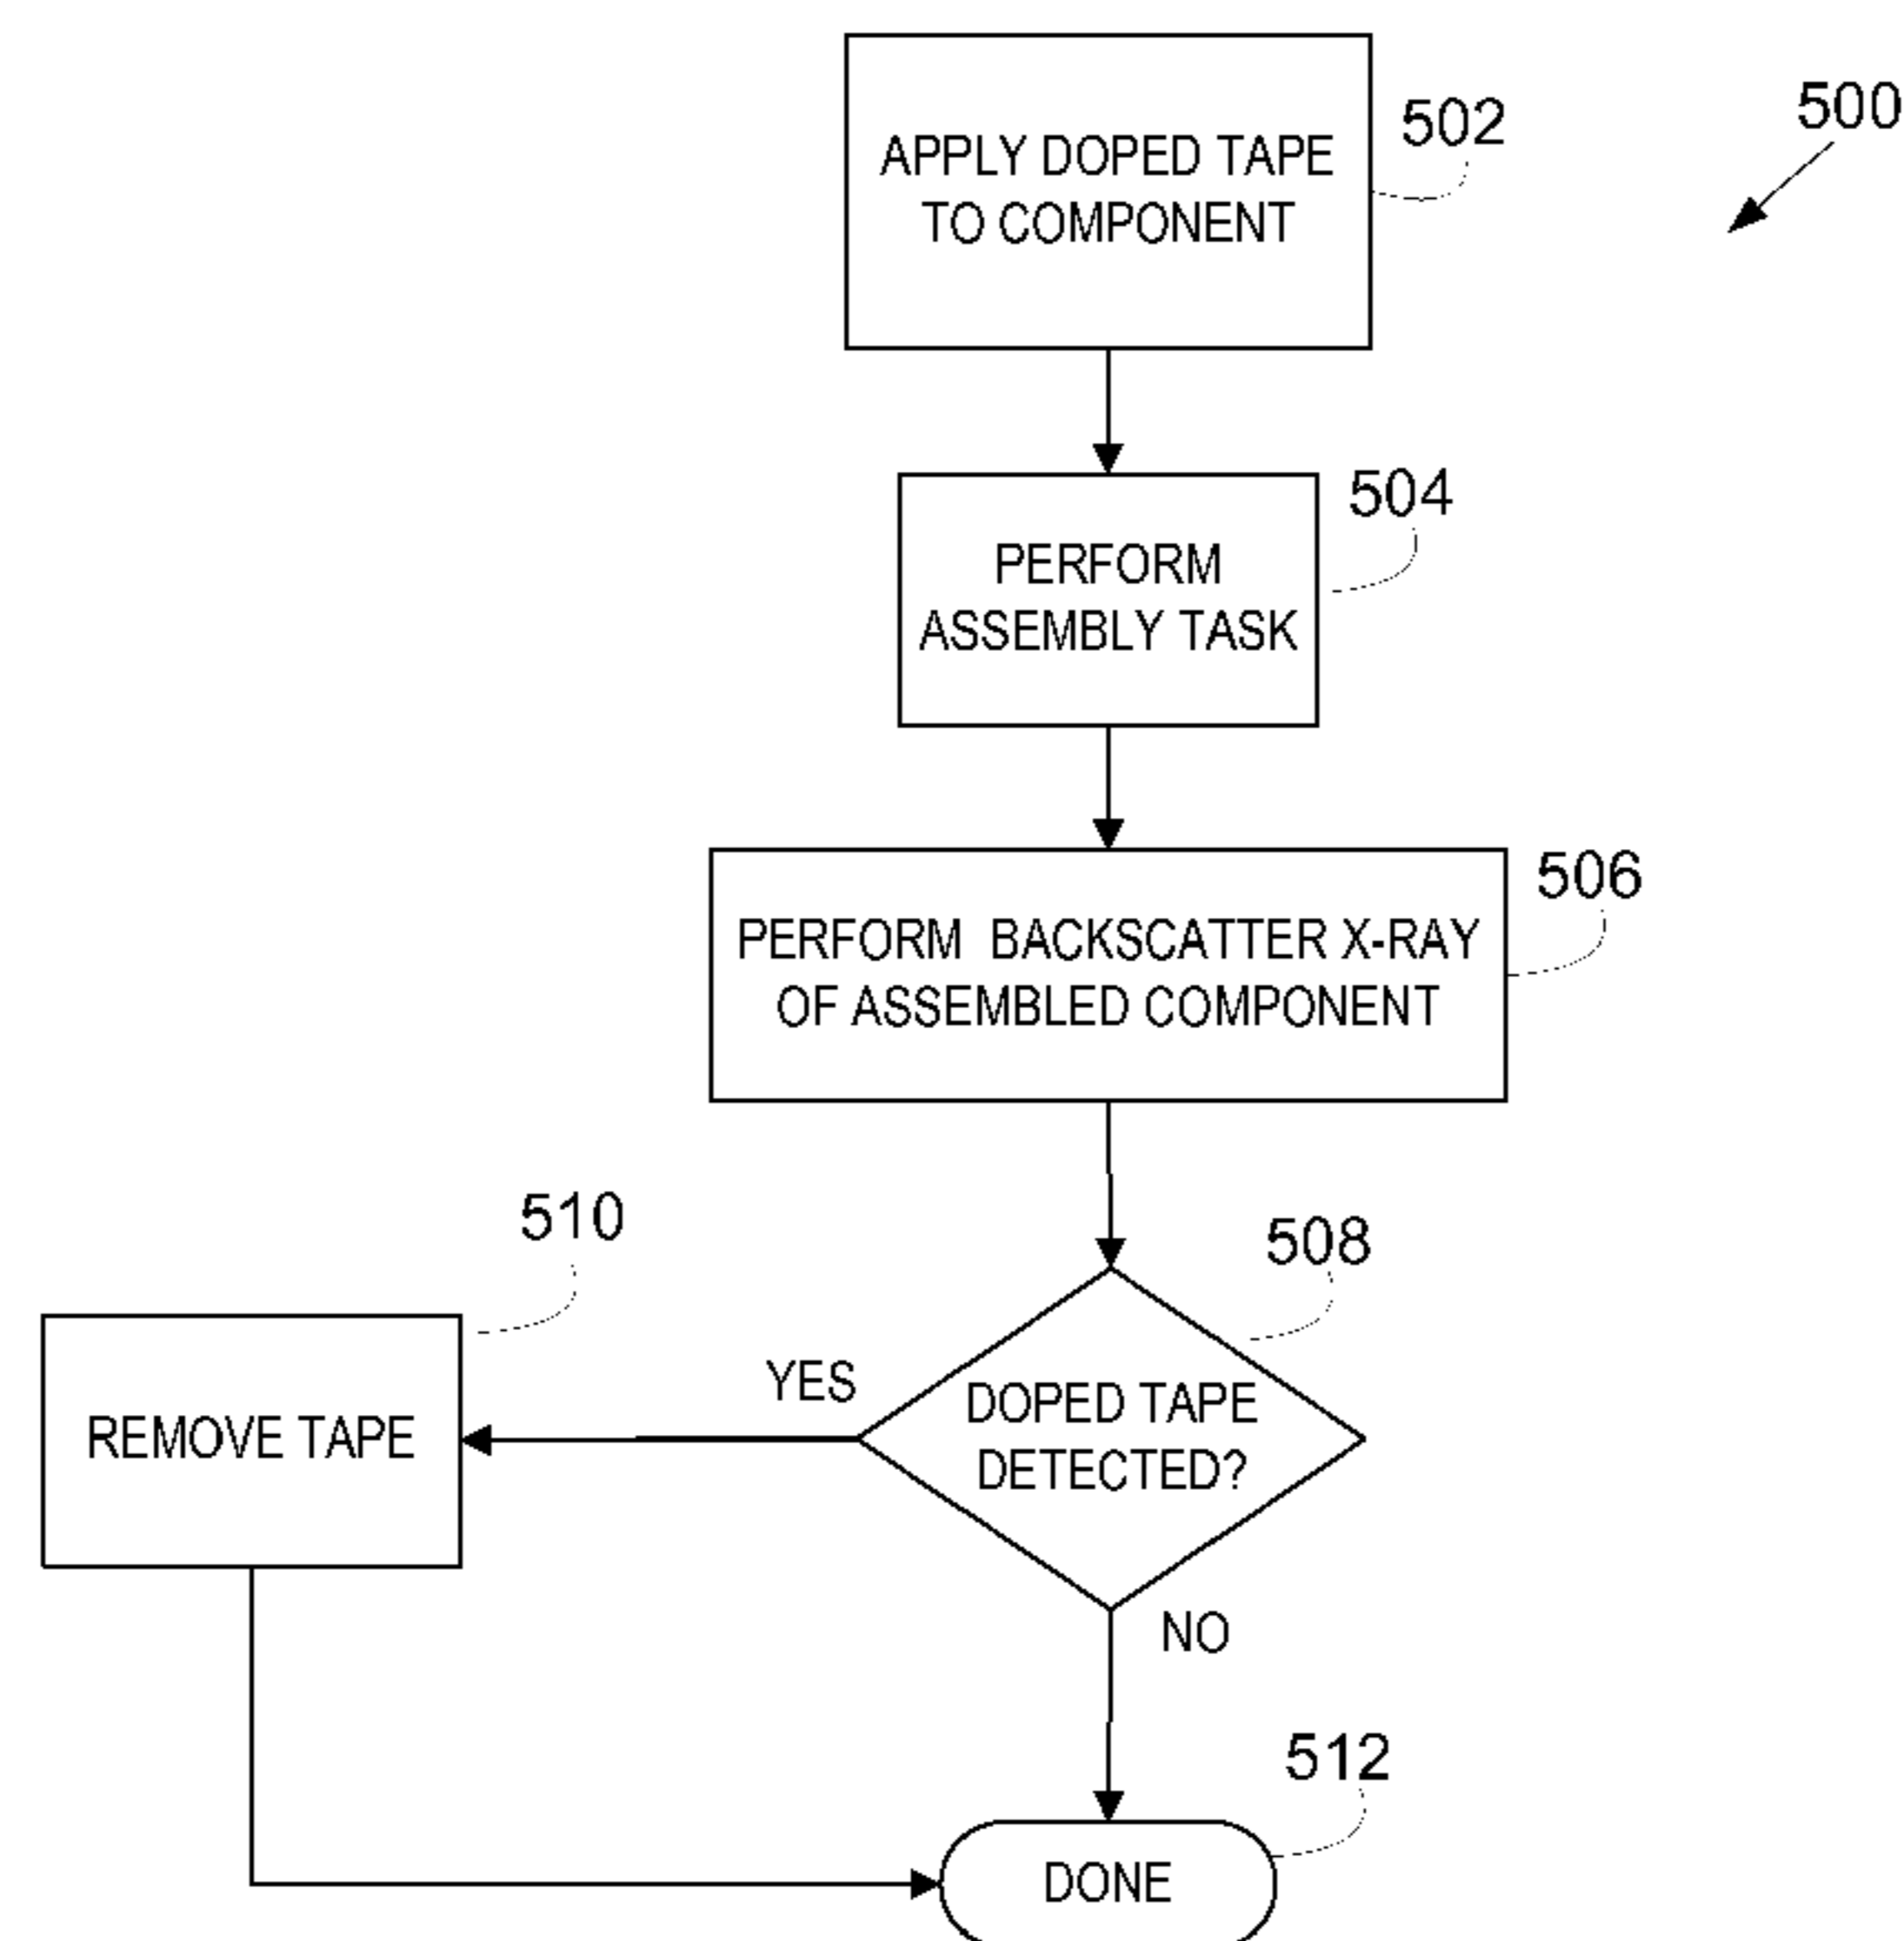 500
502
APPLY DOPED TAPE
TO COMPONENT
504
PERFORM
ASSEMBLY TASK
506
PERFORM BACKSCATTER X-RAY
OF ASSEMBLED COMPONENT
508
DOPED TAPE
DETECTED?
YES
510
REMOVE TAPE
NO
512
DONE